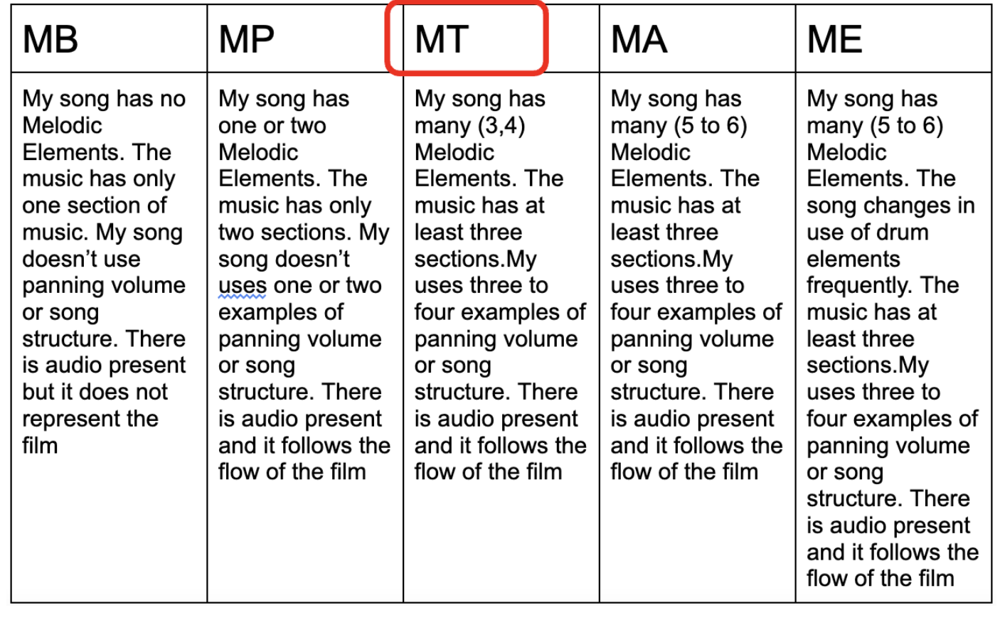 MB
My song has no
Melodic
Elements. The
music has only
one section of
music. My song
doesn’t use
panning volume
or song
structure. There
is audio present
but it does not
represent the
film
MP
My song has
one or two
Melodic
Elements. The
music has only
two sections. My
song doesn’t
uses one or two
examples of
panning volume
or song
structure. There
is audio present
and it follows the
flow of the film
MT
My song has
many (3,4)
Melodic
Elements. The
music has at
least three
sections.My
uses three to
four examples of
panning volume
or song
structure. There
is audio present
and it follows the
flow of the film
MA
My song has
many (5 to 6)
Melodic
Elements. The
music has at
least three
sections.My
uses three to
four examples of
panning volume
or song
structure. There
is audio present
and it follows the
flow of the film
ME
My song has
many (5 to 6)
Melodic
Elements. The
song changes in
use of drum
elements
frequently. The
music has at
least three
sections.My
uses three to
four examples of
panning volume
or song
structure. There
is audio present
and it follows the
flow of the film